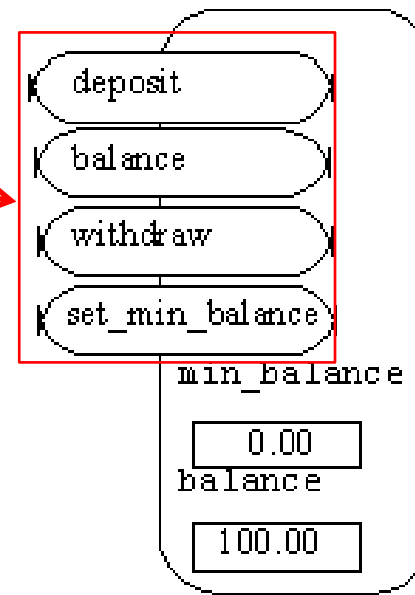 deposit
balance
withdraw
set_min_balance
min_balance
0.00
balance
100.00